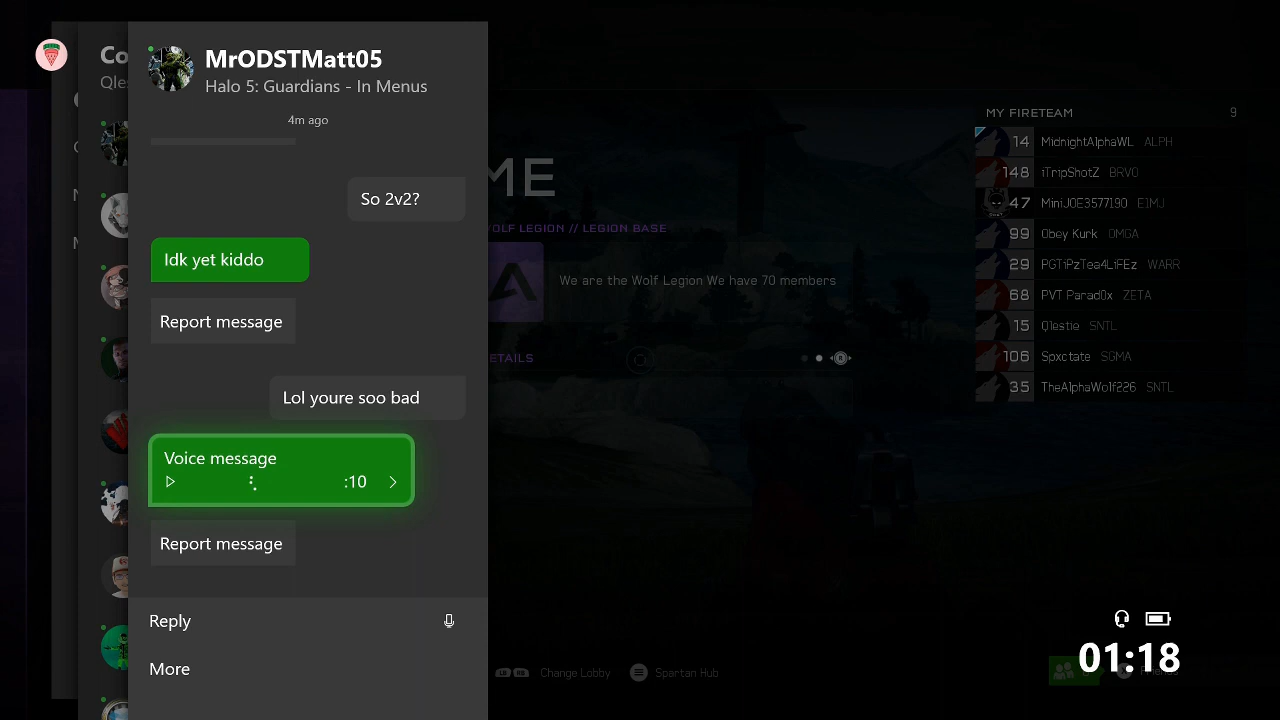 Co
Qles
MrODSTMatt05
Halo 5: Guardians - In Menus
4m ago
So 2v2?
Idk yet kiddo
Report message
Lol youre soo bad
Voice message
:10
Report message
Reply
More
ME
OLF LEGION // LEGION BASE
We are the Wolf Legion We have 70 members
ETAILS
MY FIRETEAM 9
14 MidnightAlphaWL ALPH
148 iTripShotZ BRVO
47 MiniJOE3577190 EIMJ
99 Obey Kurk OMGA
29 PGTiPzTea4LiFEz WARR
68 PVT Parad0x ZETA
15 Qlestie SNTL
106 Spxctate SGMA
35 TheAlphaWolf226 SNTL
Change Lobby
Spartan Hub
01:18